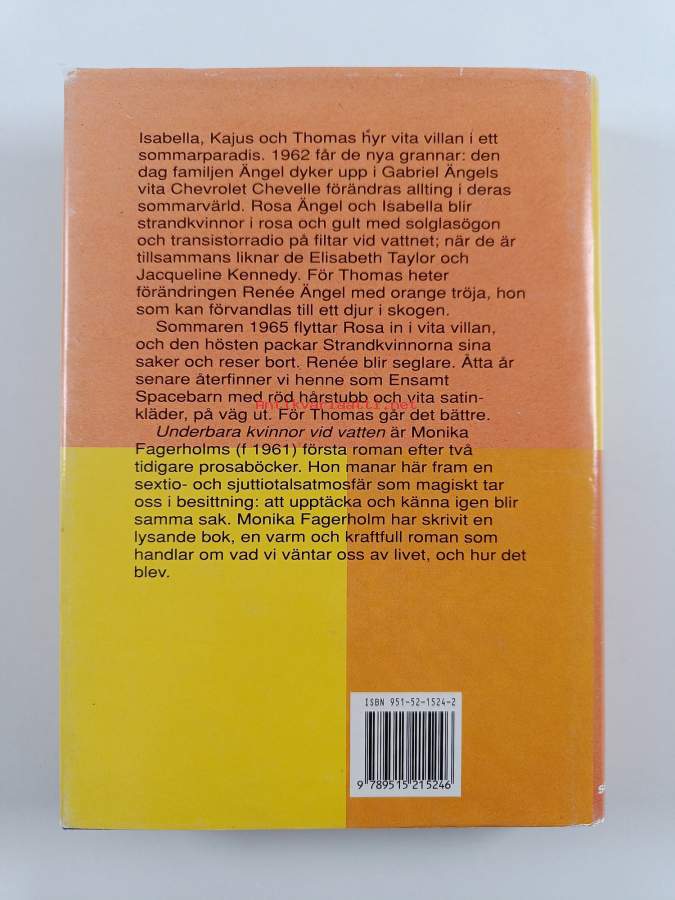 Isabella, Kajus och Thomas hyr vita villan i ett
sommarparadis. 1962 får de nya grannar: den
dag familjen Ängel dyker upp i Gabriel Ängels
vita Chevrolet Chevelle förändras allting i deras
sommarvärld. Rosa Ängel och Isabella blir
strandkvinnor i rosa och gult med solglasögon
och transistorradio på filtar vid vattnet; när de är
tillsammans liknar de Elisabeth Taylor och
Jacqueline Kennedy. För Thomas heter
förändringen Renée Ängel med orange tröja, hon
som kan förvandlas till ett djur i skogen.
Sommaren 1965 flyttar Rosa in i vita villan,
och den hösten packar Strandkvinnorna sina
saker och reser bort. Renée blir seglare. Åtta år
senare återfinner vi henne som Ensamt
Spacebarn med röd hårstubb och vita satin-
kläder, på väg ut. För Thomas går det bättre.
Antikvariaatti.net
Underbara kvinnor vid vatten är Monika
Fagerholms (f 1961) första roman efter två
tidigare prosaböcker. Hon manar här fram en
sextio- och sjuttiotalsatmosfär som magiskt tar
oss i besittning: att upptäcka och känna igen blir
samma sak. Monika Fagerholm har skrivit en
lysande bok, en varm och kraftfull roman som
handlar om vad vi väntar oss av livet, och hur det
blev.
ISBN 951-52-1524-2
9 789515 215246